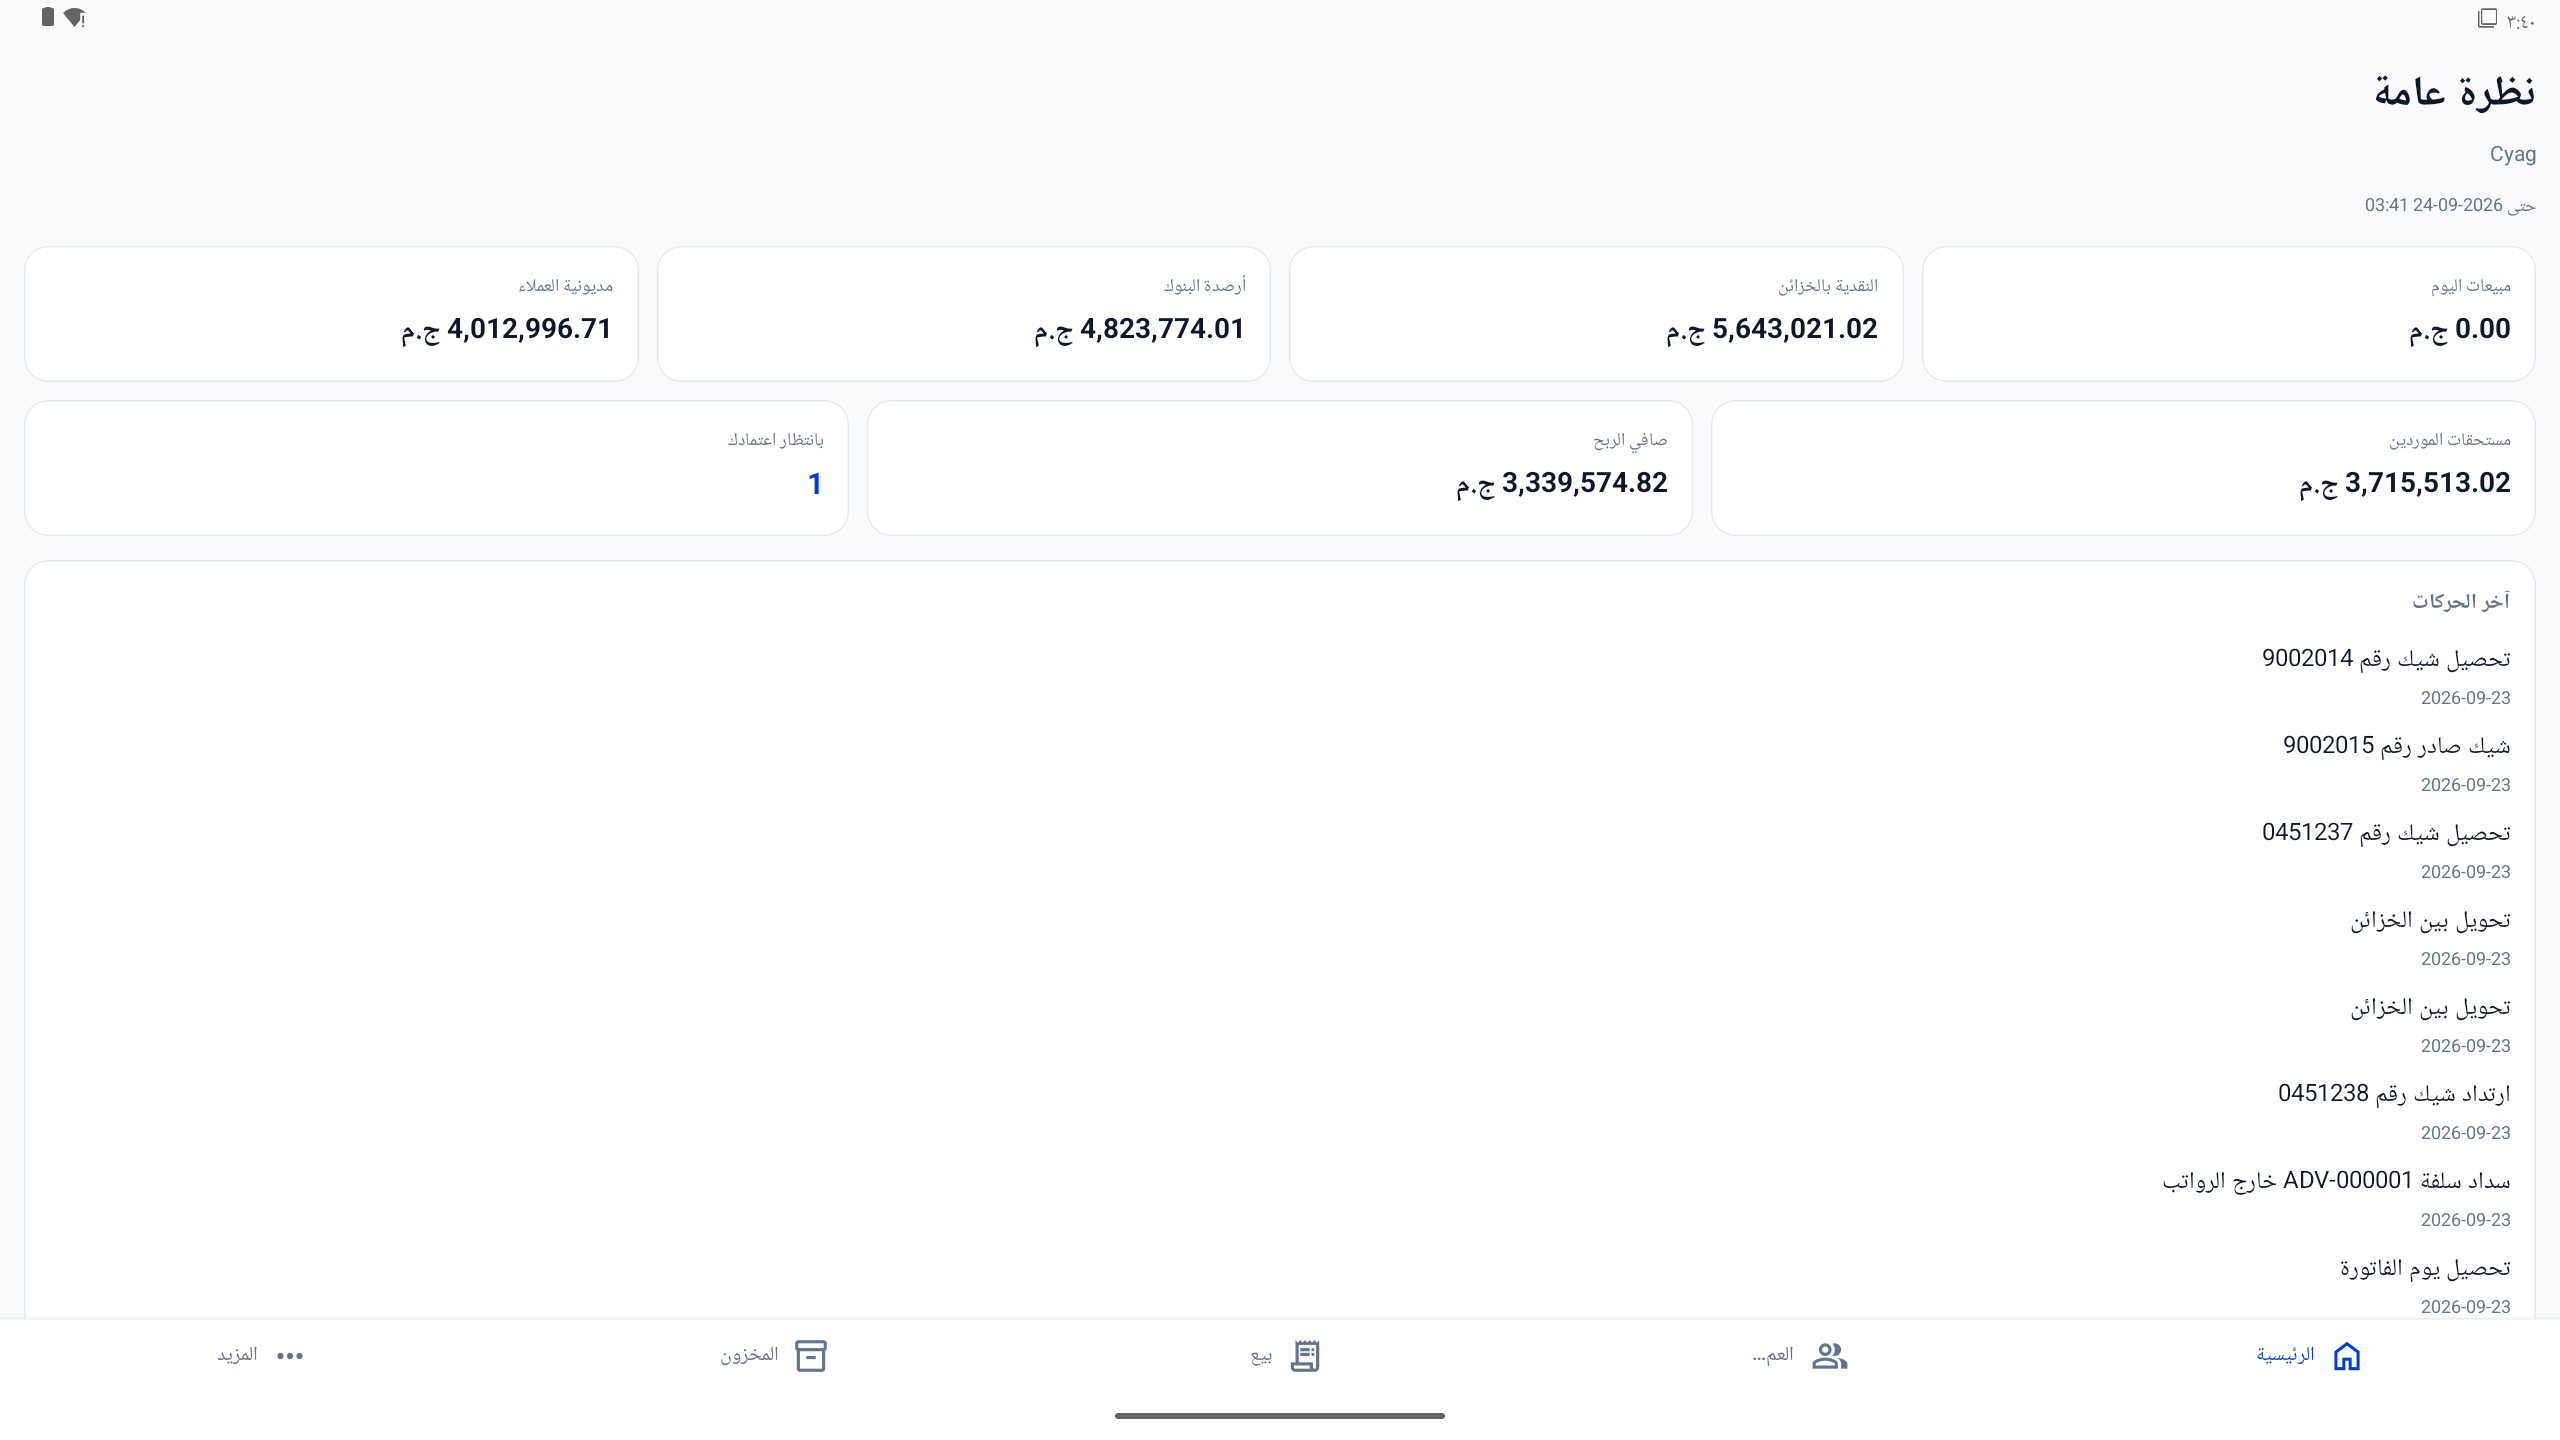 ٣:٤٠
نظرة عامة
Cyag
حتى 2026-09-24 03:41
مبيعات اليوم
0.00 ج.م
النقدية بالخزائن
5,643,021.02 ج.م
أرصدة البنوك
4,823,774.01 ج.م
مديونية العملاء
4,012,996.71 ج.م
مستحقات الموردين
3,715,513.02 ج.م
صافي الربح
3,339,574.82 ج.م
بانتظار اعتمادك
1
آخر الحركات
تحصيل شيك رقم 9002014
2026-09-23
شيك صادر رقم 9002015
2026-09-23
تحصيل شيك رقم 0451237
2026-09-23
تحويل بين الخزائن
2026-09-23
تحويل بين الخزائن
2026-09-23
ارتداد شيك رقم 0451238
2026-09-23
سداد سلفة ADV-000001 خارج الرواتب
2026-09-23
تحصيل يوم الفاتورة
2026-09-23
الرئيسية
العم...
بيع
المخزون
المزيد